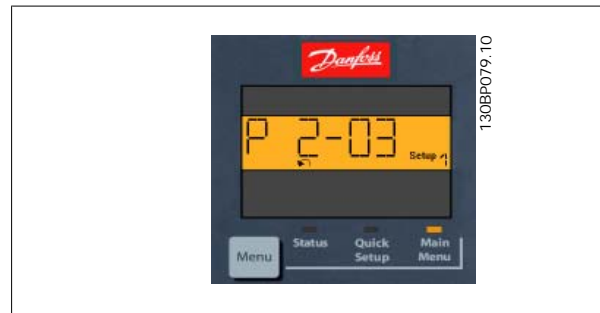 Danfoss
P 2-03
Setup 1
Status
Quick Setup
Main Menu
Menu
130BP079.10